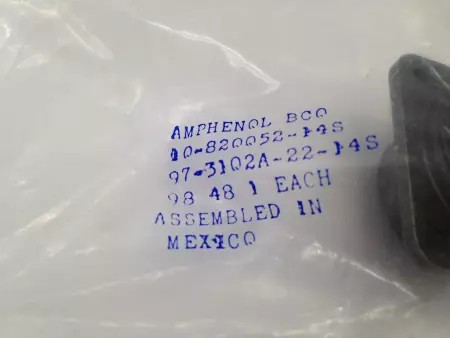 AMPHENOL BCO
10-820052-14S
97-3102A-22-14S
98 48 1 EACH
ASSEMBLED IN
MEXICO